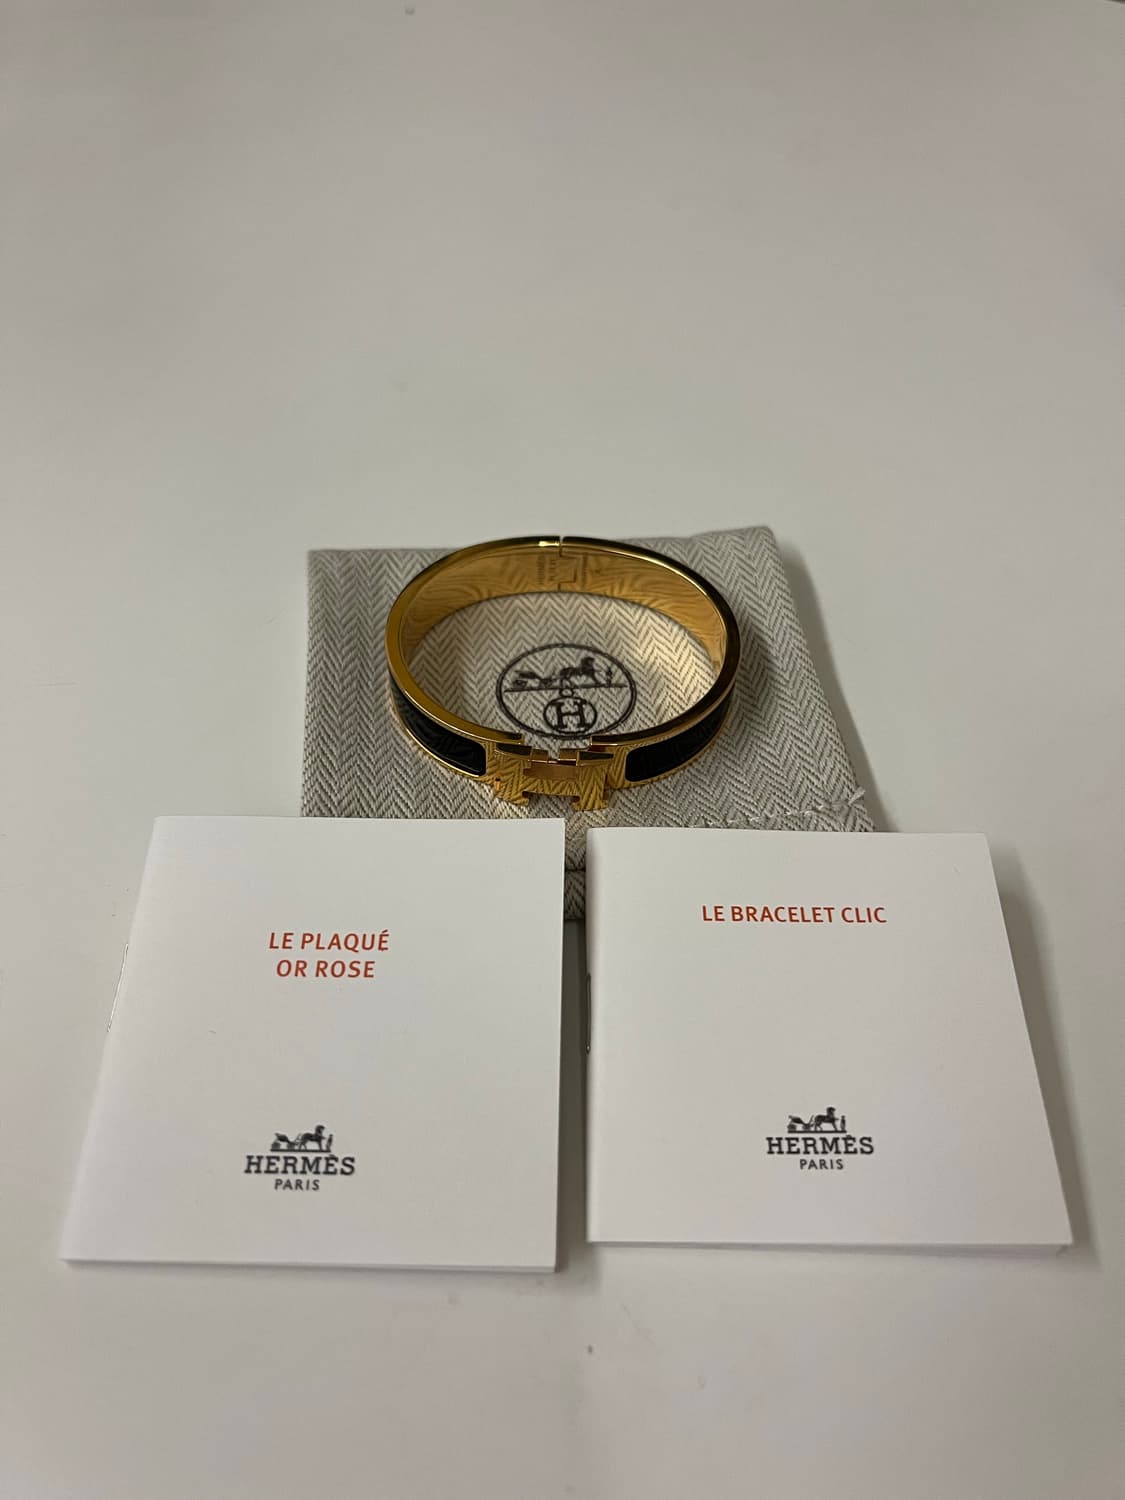 H
LE PLAQUÉ
OR ROSE
HERMÈS
PARIS
LE BRACELET CLIC
HERMÈS
PARIS